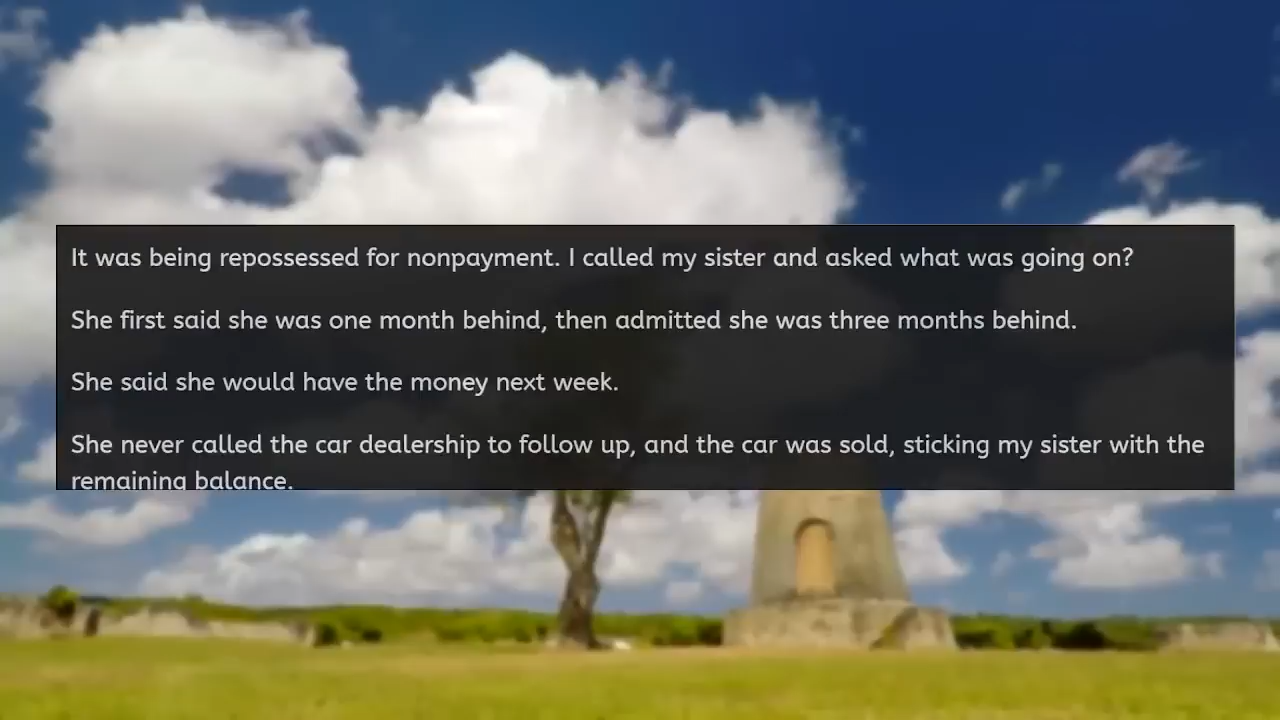 It was being repossessed for nonpayment. I called my sister and asked what was going on?
She first said she was one month behind, then admitted she was three months behind.
She said she would have the money next week.
She never called the car dealership to follow up, and the car was sold, sticking my sister with the
remaining balance.